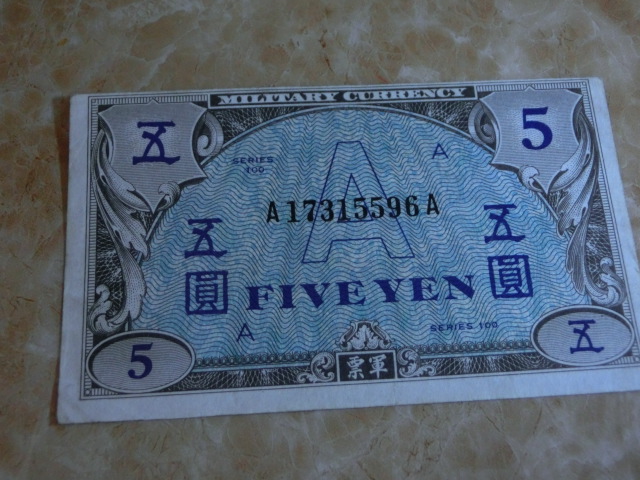 MILITARY CURRENCY
五
5
SERIES
100
A
A
A17315596A
五
圓
五
圓
FIVE YEN
A
SERIES 100
5
票軍
五